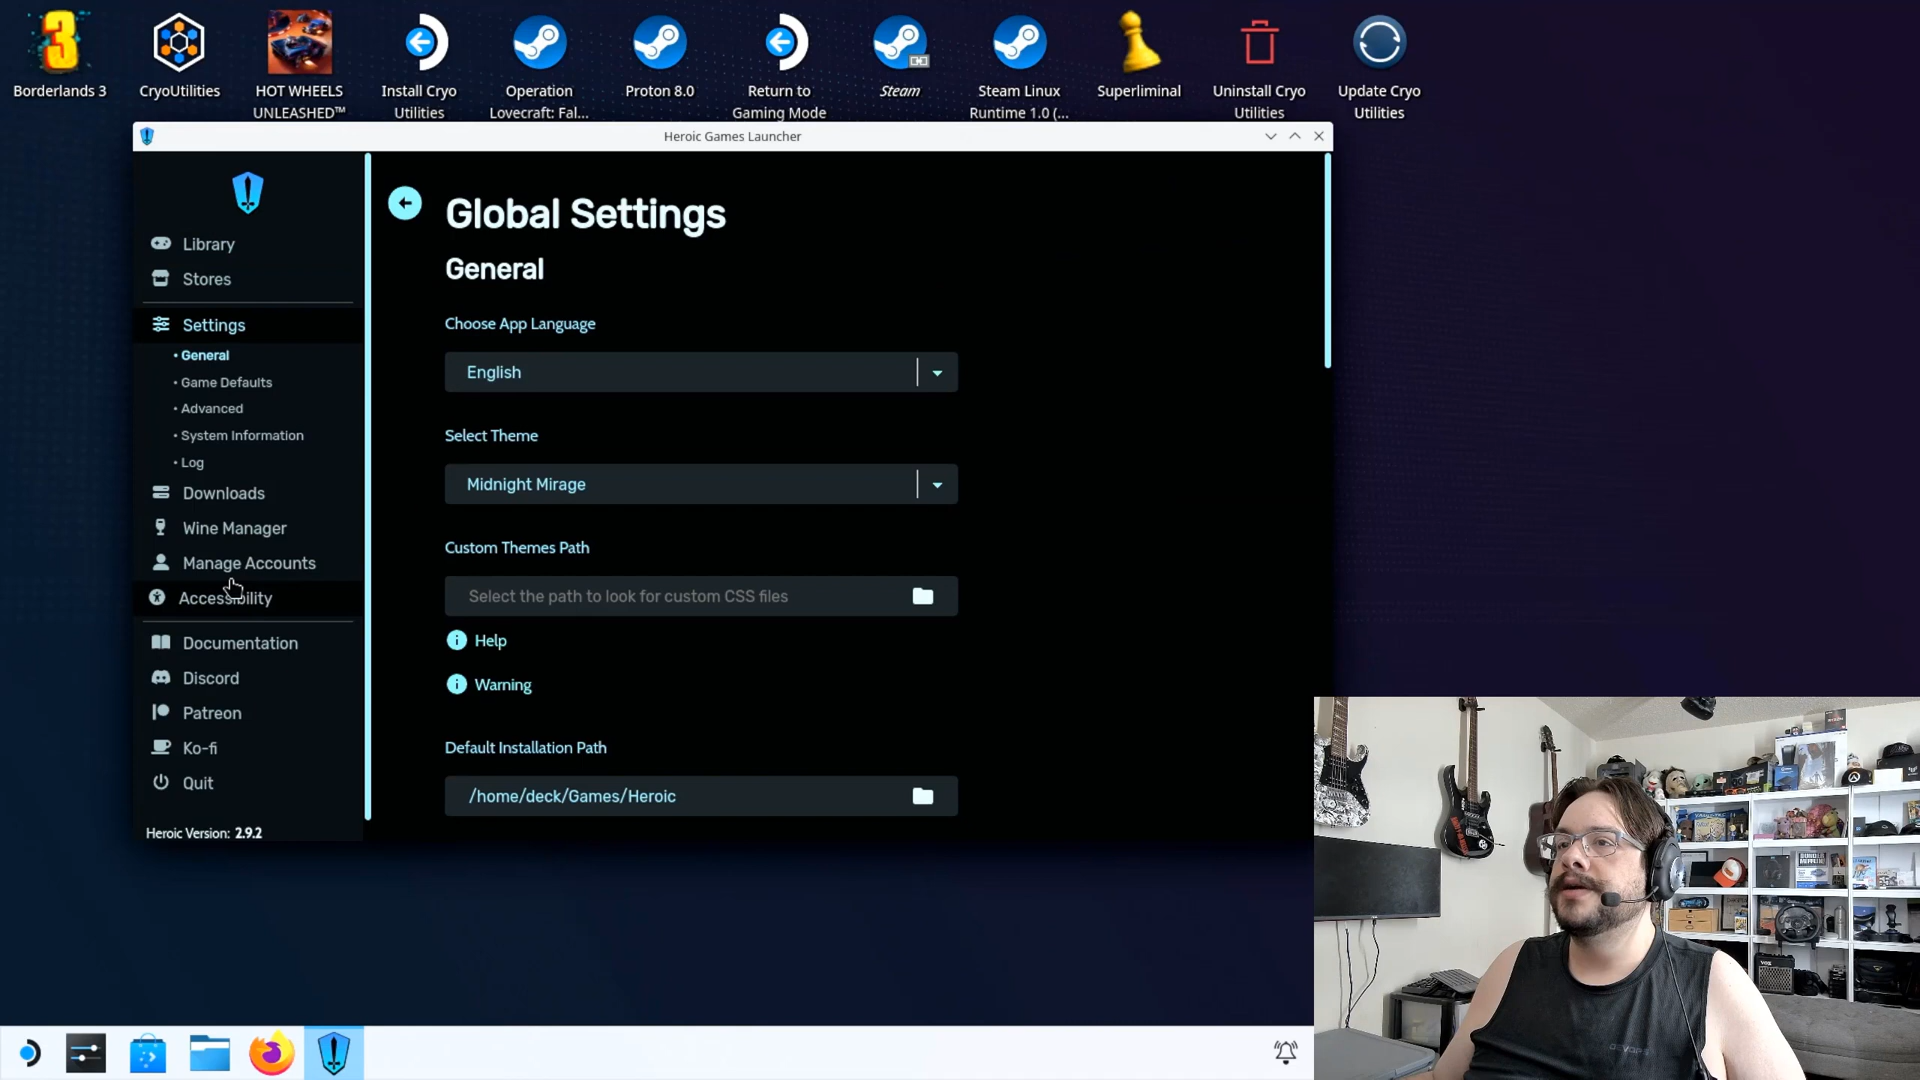 Borderlands 3
CryoUtilities
HOT WHEELS
UNLEASHED™
Install Cryo
Utilities
Operation
Lovecraft: Fal...
Proton 8.0
Return to
Gaming Mode
Steam
Steam Linux
Runtime 1.0 (...
Superliminal
Uninstall Cryo
Utilities
Update Cryo
Utilities
Heroic Games Launcher
Library
Stores
Settings
• General
• Game Defaults
• Advanced
• System Information
• Log
Downloads
Wine Manager
Manage Accounts
Accessibility
Documentation
Discord
Patreon
Ko-fi
Quit
Heroic Version: 2.9.2
Global Settings
General
Choose App Language
English
Select Theme
Midnight Mirage
Custom Themes Path
Select the path to look for custom CSS files
Help
Warning
Default Installation Path
/home/deck/Games/Heroic